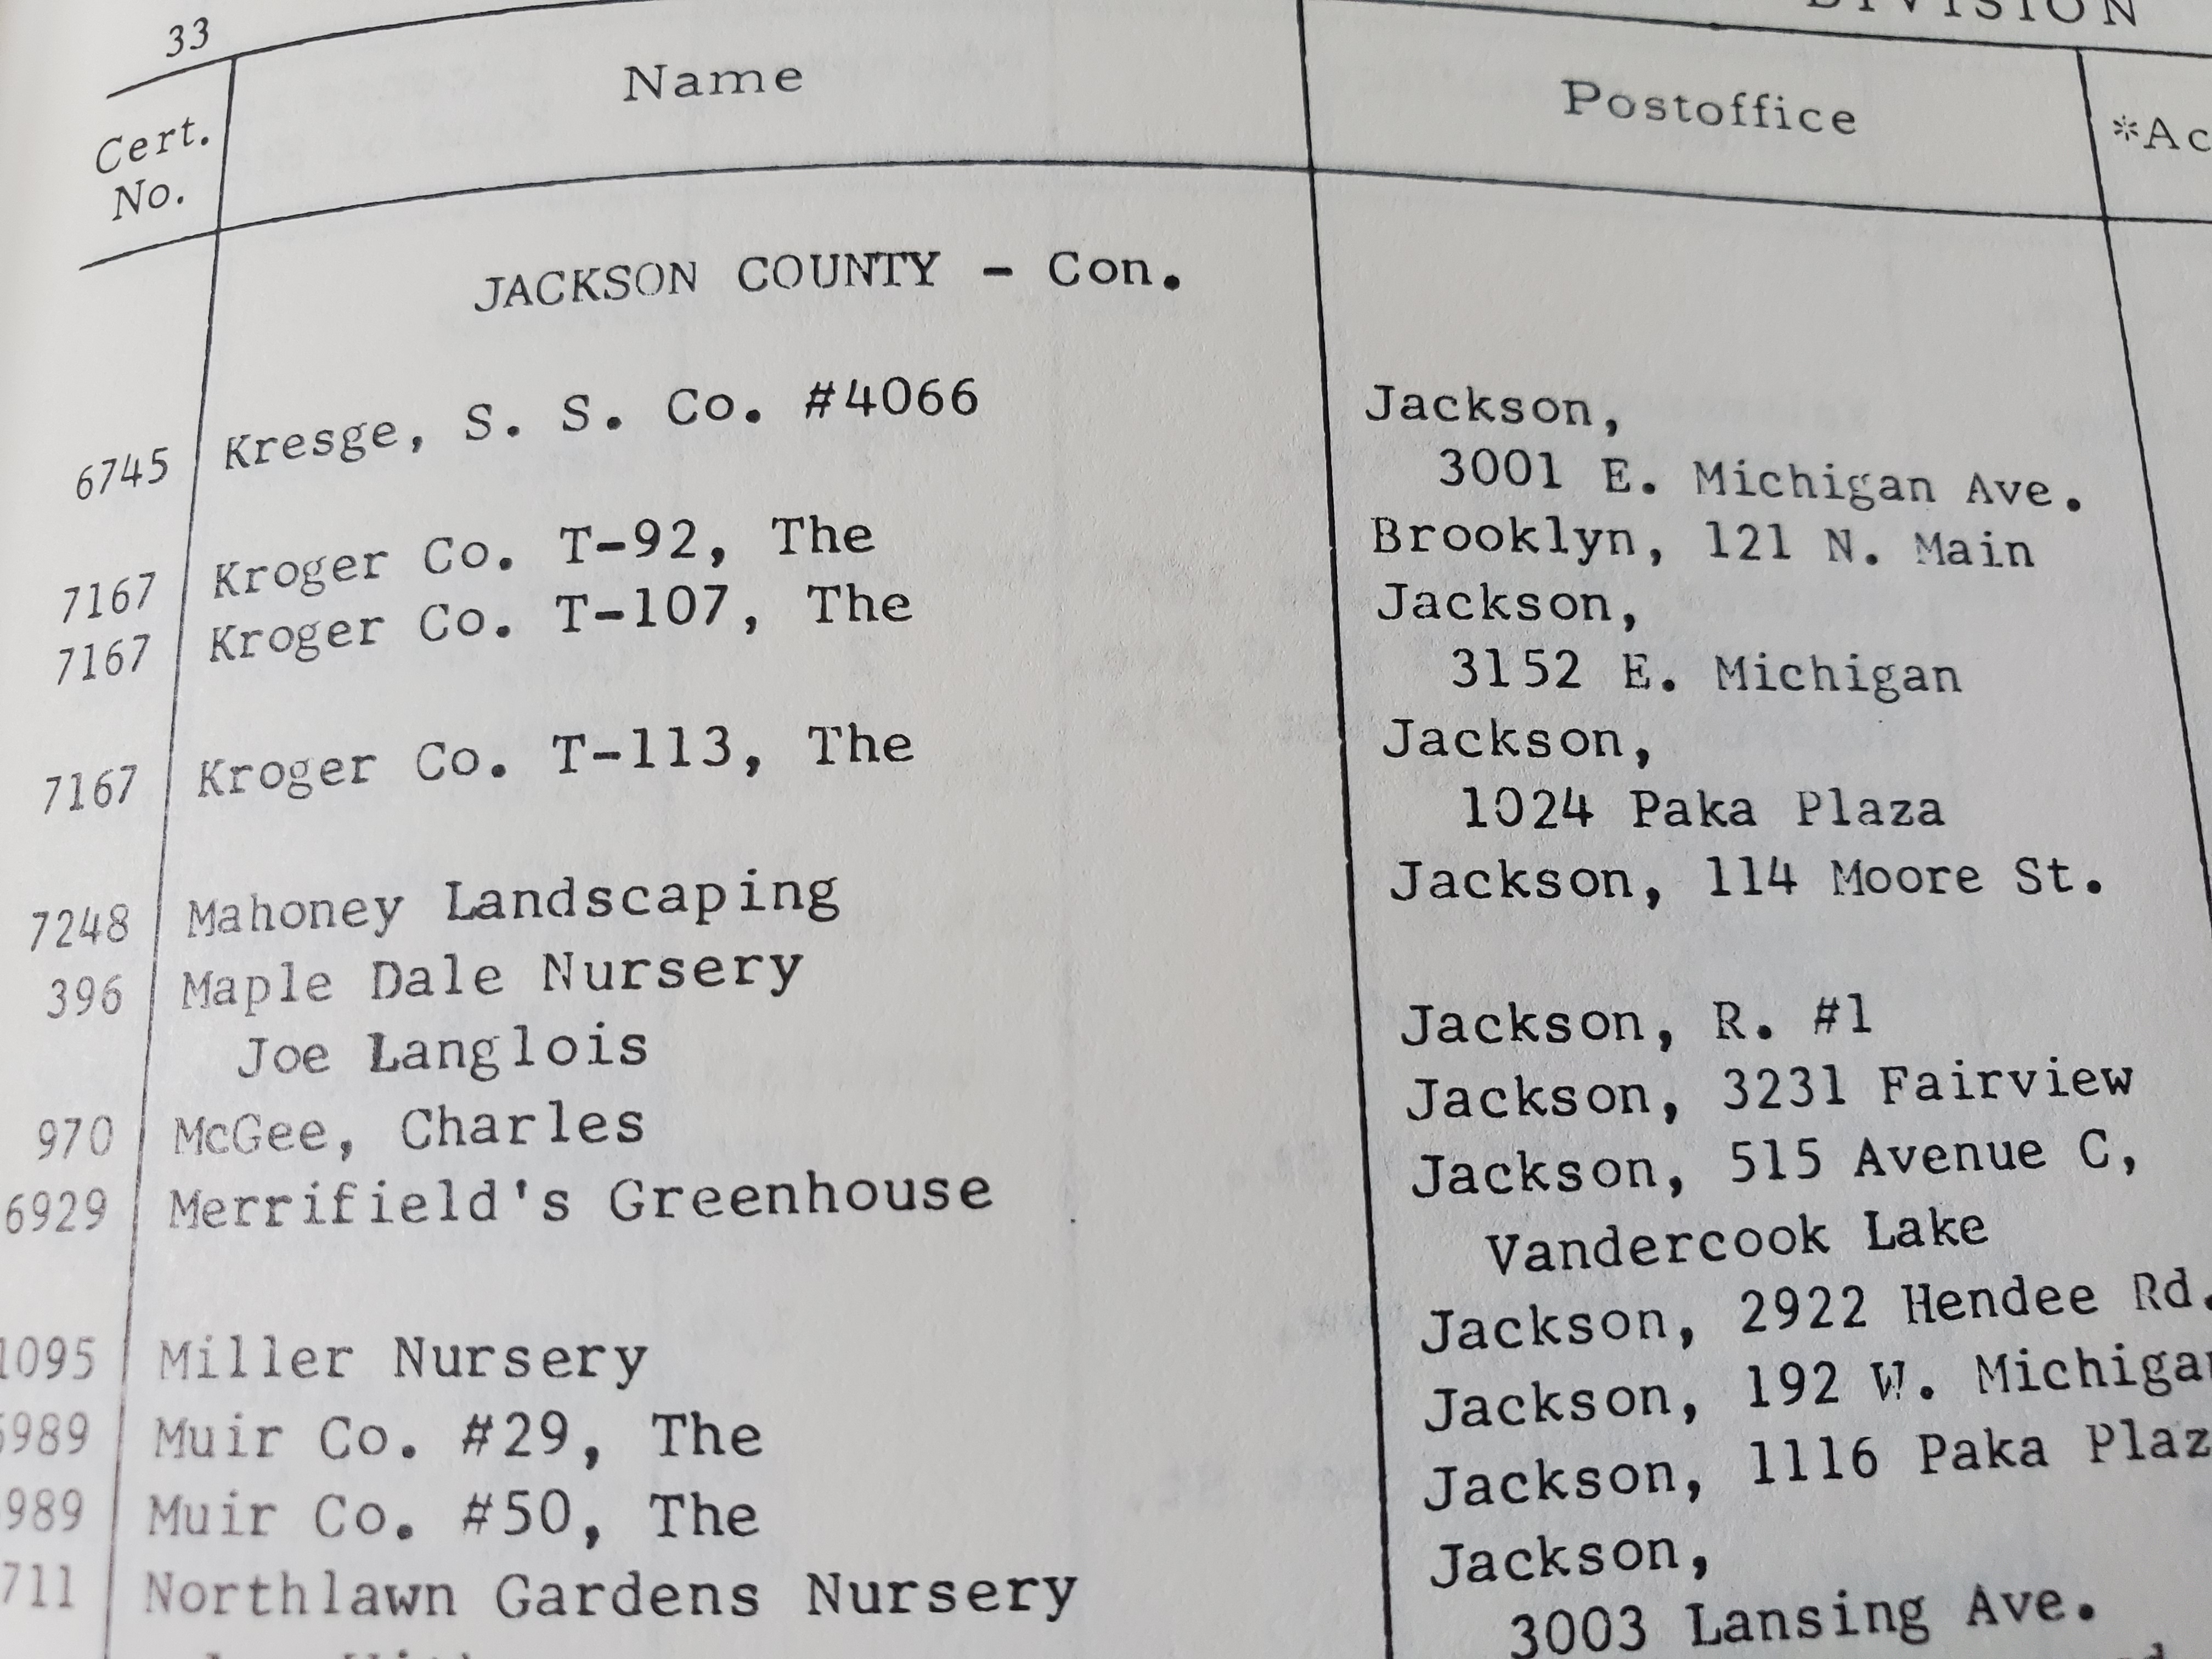 33
DIVISION
Cert. No. Name Postoffice
JACKSON COUNTY - Con.
6745 Kresge, S. S. Co. #4066 Jackson,
3001 E. Michigan Ave.
7167 Kroger Co. T-92, The Brooklyn, 121 N. Main
7167 Kroger Co. T-107, The Jackson,
3152 E. Michigan
7167 Kroger Co. T-113, The Jackson,
1024 Paka Plaza
7248 Mahoney Landscaping Jackson, 114 Moore St.
396 Maple Dale Nursery
Joe Langlois Jackson, R. #1
970 McGee, Charles Jackson, 3231 Fairview
6929 Merrifield's Greenhouse Jackson, 515 Avenue C,
Vandercook Lake
1095 Miller Nursery Jackson, 2922 Hendee Rd.
989 Muir Co. #29, The Jackson, 192 W. Michigan
989 Muir Co. #50, The Jackson, 1116 Paka Plaz
711 Northlawn Gardens Nursery Jackson,
3003 Lansing Ave.